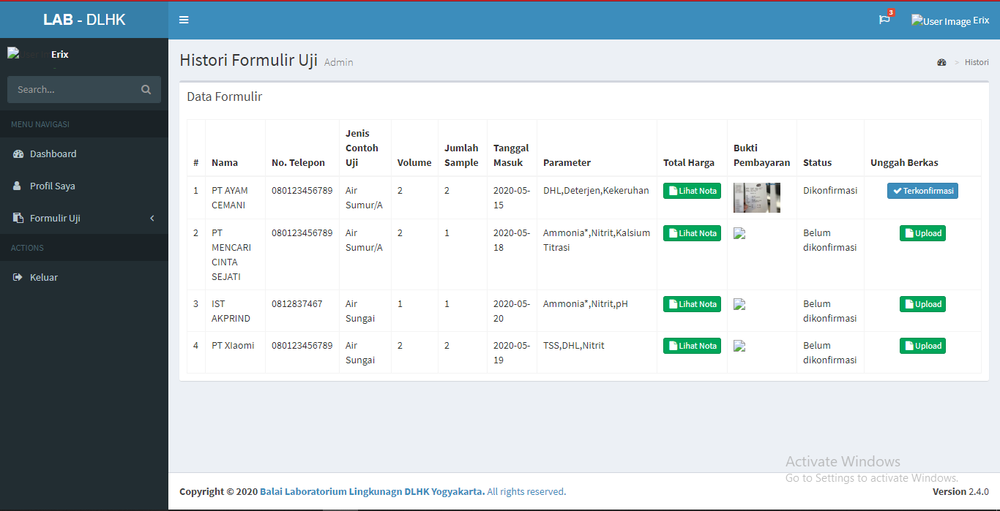 LAB - DLHK
3
User Image Erix
Erix
Search...
MENU NAVIGASI
Dashboard
Profil Saya
Formulir Uji
ACTIONS
Keluar
Histori Formulir Uji Admin
> Histori
Data Formulir
# Nama No. Telepon Jenis Contoh Uji Volume Jumlah Sample Tanggal Masuk Parameter Total Harga Bukti Pembayaran Status Unggah Berkas
1 PT AYAM 080123456789 Air 2 2 2020-05- DHL,Deterjen,Kekeruhan Lihat Nota Dikonfirmasi Terkonfirmasi
CEMANI Sumur/A 15
2 PT 080123456789 Air 2 1 2020-05- Ammonia*,Nitrit,Kalsium Lihat Nota Belum Upload
MENCARI Sumur/A 18 Titrasi dikonfirmasi
CINTA
SEJATI
3 IST 0812837467 Air 1 1 2020-05- Ammonia*,Nitrit,pH Lihat Nota Belum Upload
AKPRIND Sungai 20 dikonfirmasi
4 PT XIaomi 080123456789 Air 2 2 2020-05- TSS,DHL,Nitrit Lihat Nota Belum Upload
Sungai 19 dikonfirmasi
Activate Windows
Go to Settings to activate Windows.
Copyright © 2020 Balai Laboratorium Lingkunagn DLHK Yogyakarta. All rights reserved.
Version 2.4.0